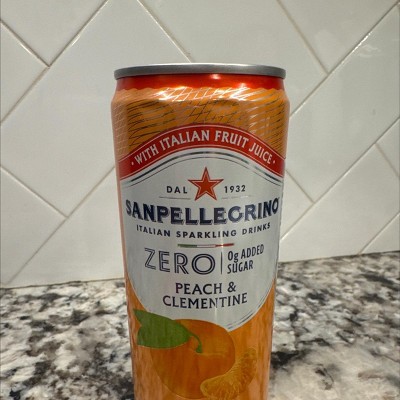 • WITH ITALIAN FRUIT JUICE •
DAL 1932
SANPELLEGRINO
ITALIAN SPARKLING DRINKS
ZERO 0g ADDED
SUGAR
PEACH &
CLEMENTINE